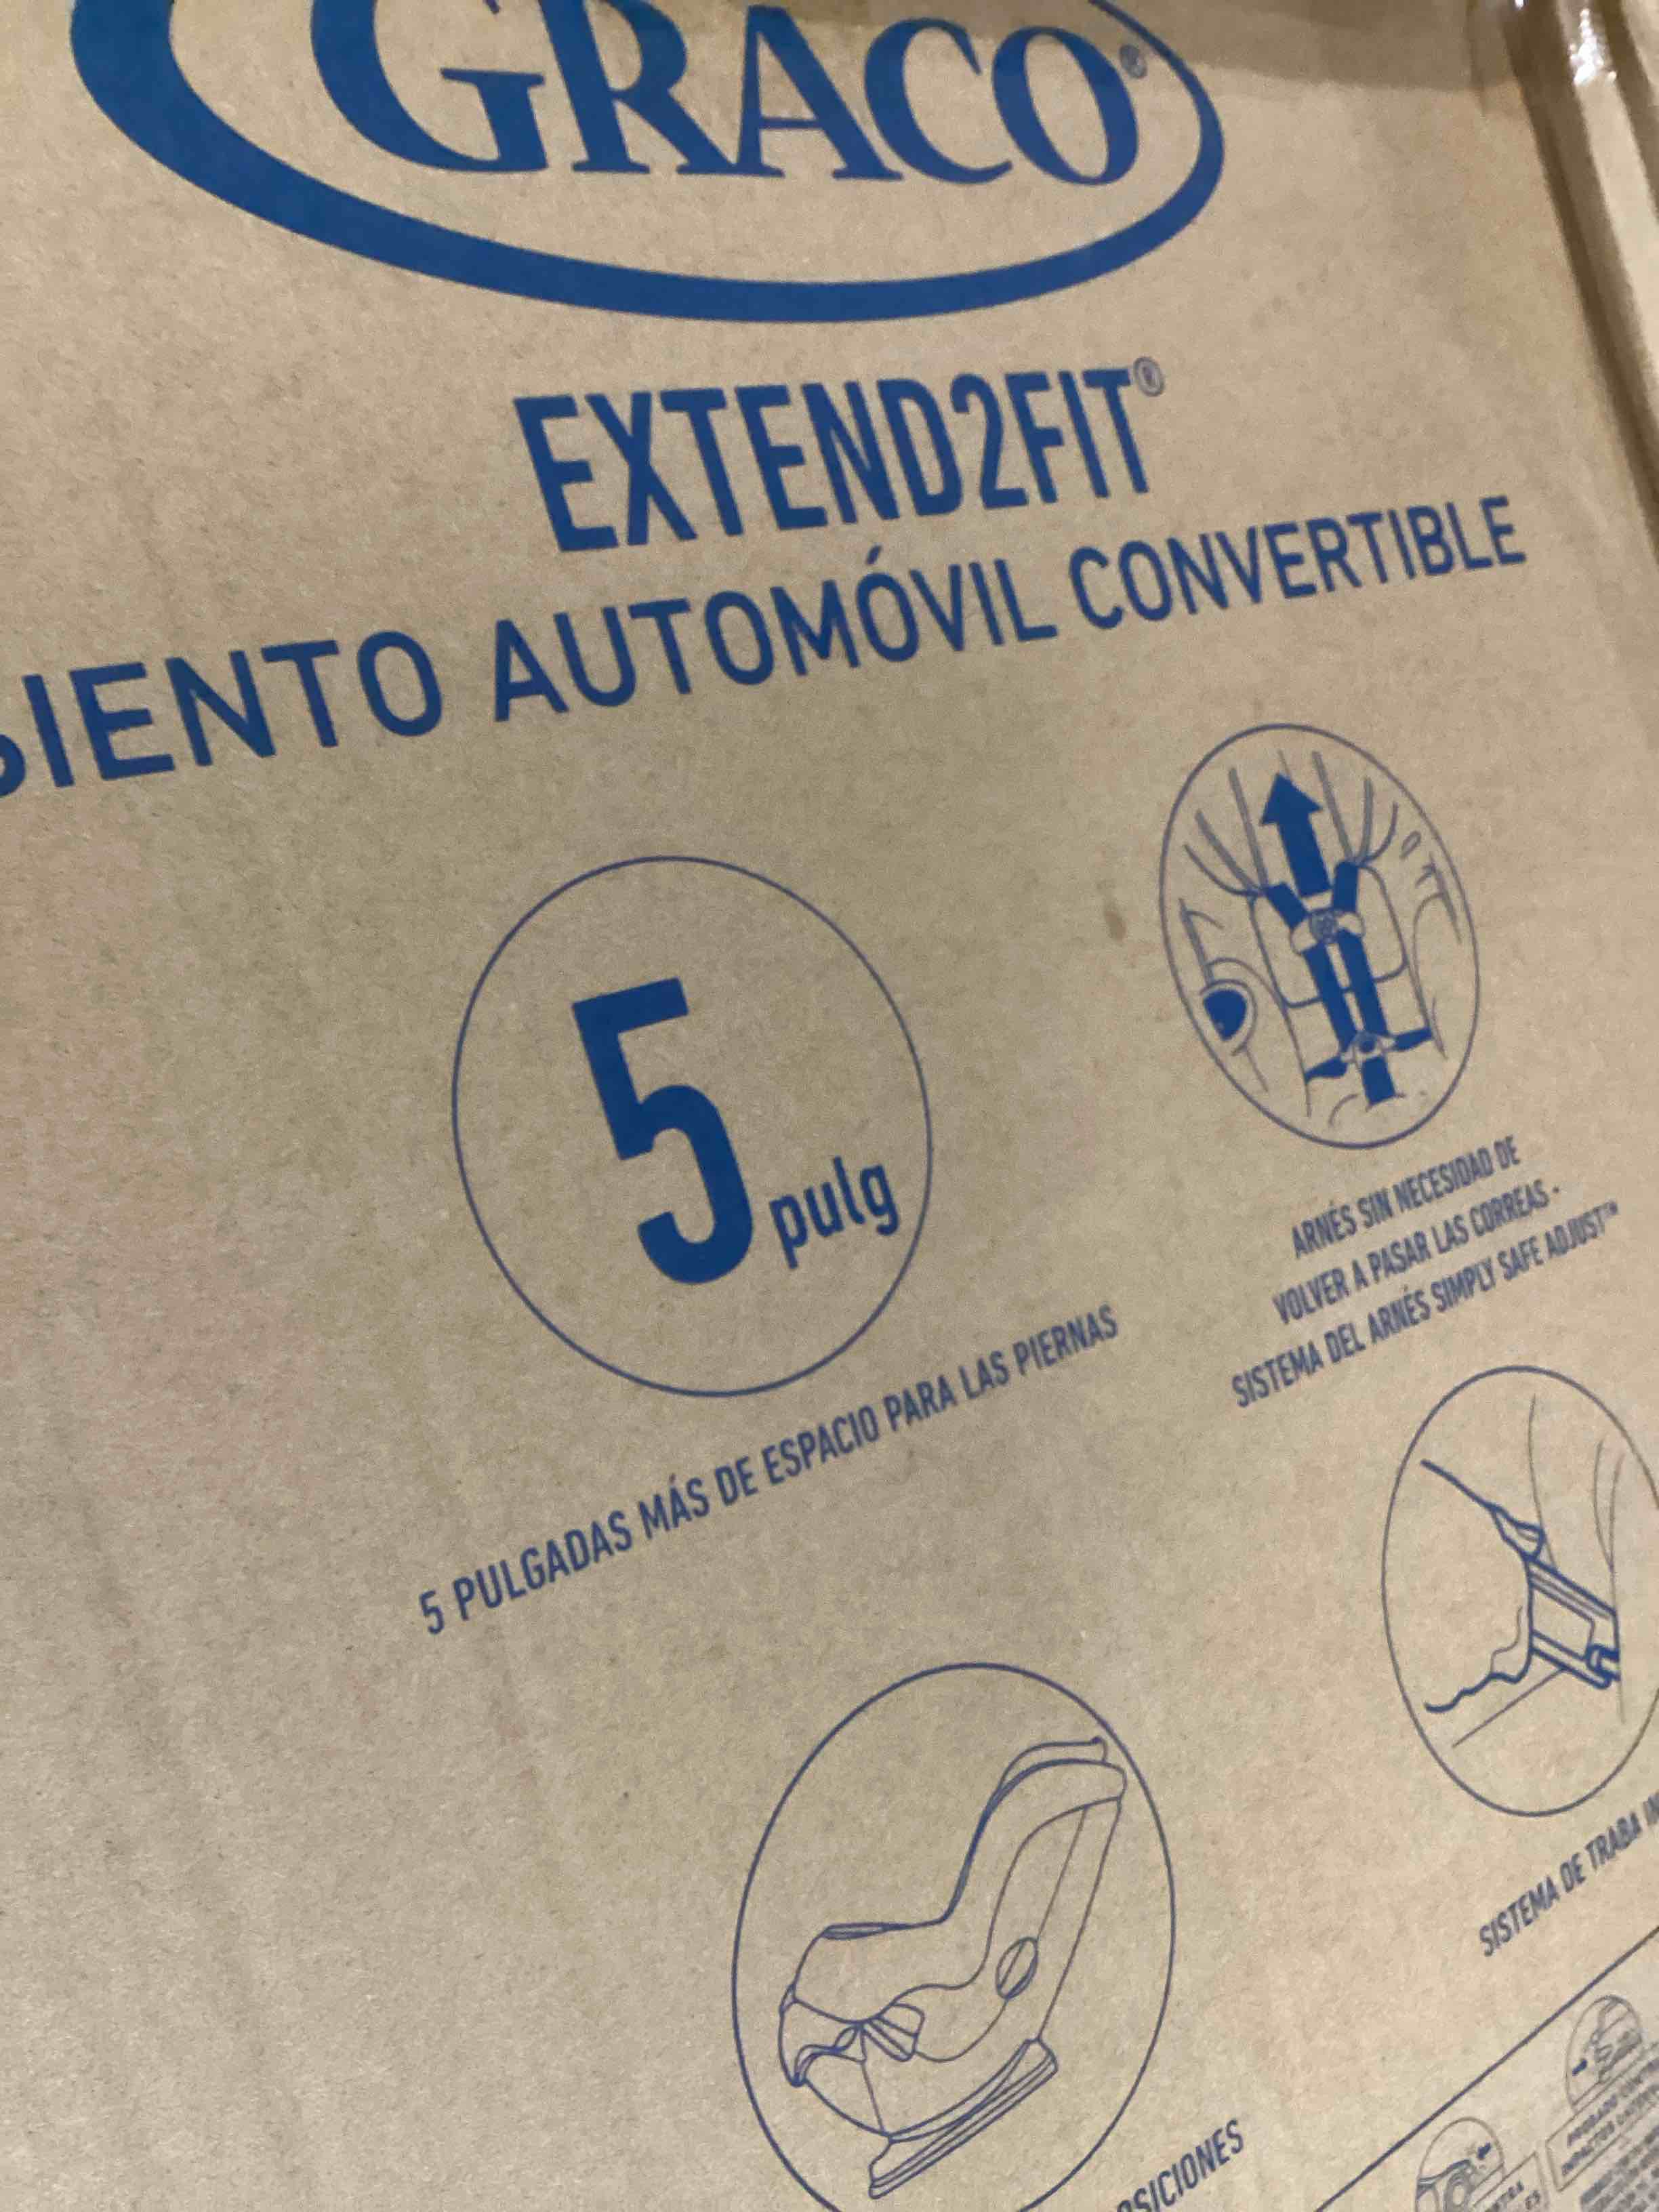 GRACO®
EXTEND2FIT®
SIENTO AUTOMÓVIL CONVERTIBLE
5 pulg
5 PULGADAS MÁS DE ESPACIO PARA LAS PIERNAS
ARNÉS SIN NECESIDAD DE
VOLVER A PASAR LAS CORREAS -
SISTEMA DEL ARNÉS SIMPLY SAFE ADJUST™
SISTEMA DE TRABA
SICIONES